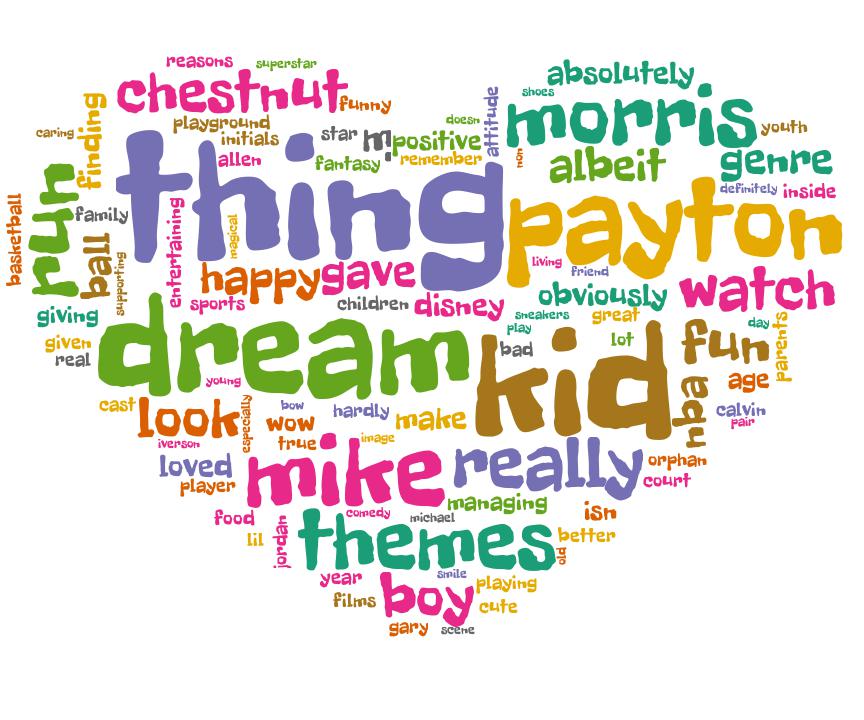 reasons
superstar
absolutely
chestnut
funny
shoes
attitude
morris
finding
playground
doesn
caring
initials
star
m
positive
youth
allen
fantasy
remember
non
albeit
genre
run
thing
definitely
inside
basketball
family
entertaining
magical
payton
ball
supporting
living
friend
happy
gave
watch
giving
sports
children
disney
obviously
sneakers
great
day
given
real
dream
play
bad
lot
kid
fun
parents
young
age
nba
cast
look
especially
bow
wow
hardly
make
calvin
pair
iverson
true
image
loved
mike
really
orphan
player
court
food
comedy
michael
managing
isn
lil
jordan
themes
better
old
year
smile
playing
films
boy
cute
gary
scene